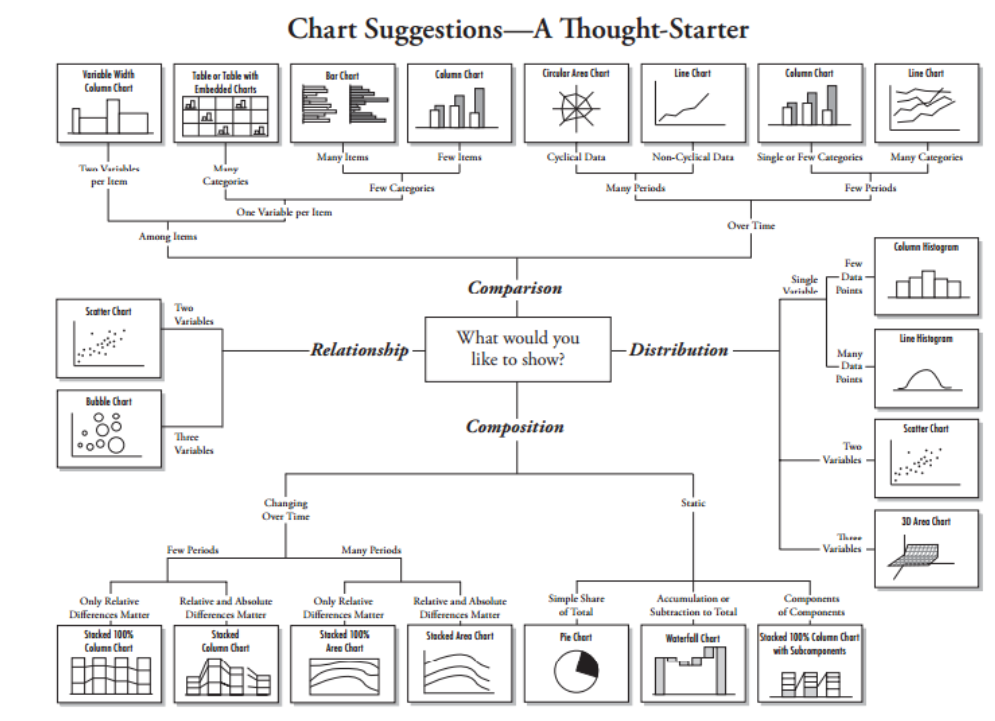 Chart Suggestions—A Thought-Starter
Variable Width
Column Chart
Table or Table with
Embedded Charts
Bar Chart
Column Chart
Circular Area Chart
Line Chart
Column Chart
Line Chart
Two Variables
per Item
Many
Categories
Many Items
Few Items
Cyclical Data
Non-Cyclical Data
Single or Few Categories
Many Categories
Few Categories
Many Periods
Few Periods
One Variable per Item
Over Time
Among Items
Comparison
What would you
like to show?
Relationship
Two
Variables
Scatter Chart
Three
Variables
Bubble Chart
Distribution
Single
Variable
Few
Data
Points
Column Histogram
Many
Data
Points
Line Histogram
Two
Variables
Scatter Chart
Three
Variables
3D Area Chart
Composition
Changing
Over Time
Static
Few Periods
Many Periods
Only Relative
Differences Matter
Relative and Absolute
Differences Matter
Only Relative
Differences Matter
Relative and Absolute
Differences Matter
Simple Share
of Total
Accumulation or
Subtraction to Total
Components
of Components
Stacked 100%
Column Chart
Stacked
Column Chart
Stacked 100%
Area Chart
Stacked Area Chart
Pie Chart
Waterfall Chart
Stacked 100% Column Chart
with Subcomponents